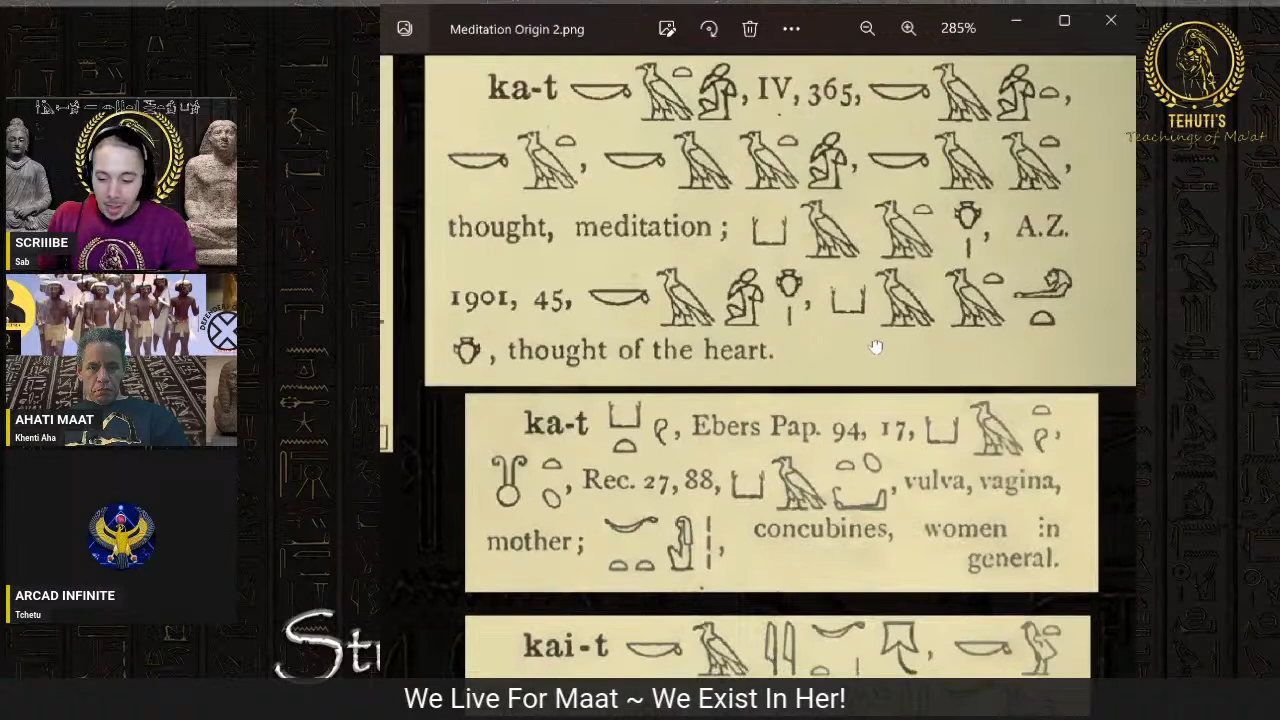 Meditation Origin 2.png
285%
ka-t , IV, 365, ,
, , ,
thought, meditation ; , A.Z.
1901, 45, ,
, thought of the heart.
ka-t , Ebers Pap. 94, 17, ,
, Rec. 27, 88, , vulva, vagina,
mother; , concubines, women in
general.
kai-t ,
TEHUTI'S
Teachings of Ma'at
SCRIIIBE
Sab
DEFENDERS
AHATI MAAT
Khenti Aha
ARCAD INFINITE
Tchetu
We Live For Maat ~ We Exist In Her!